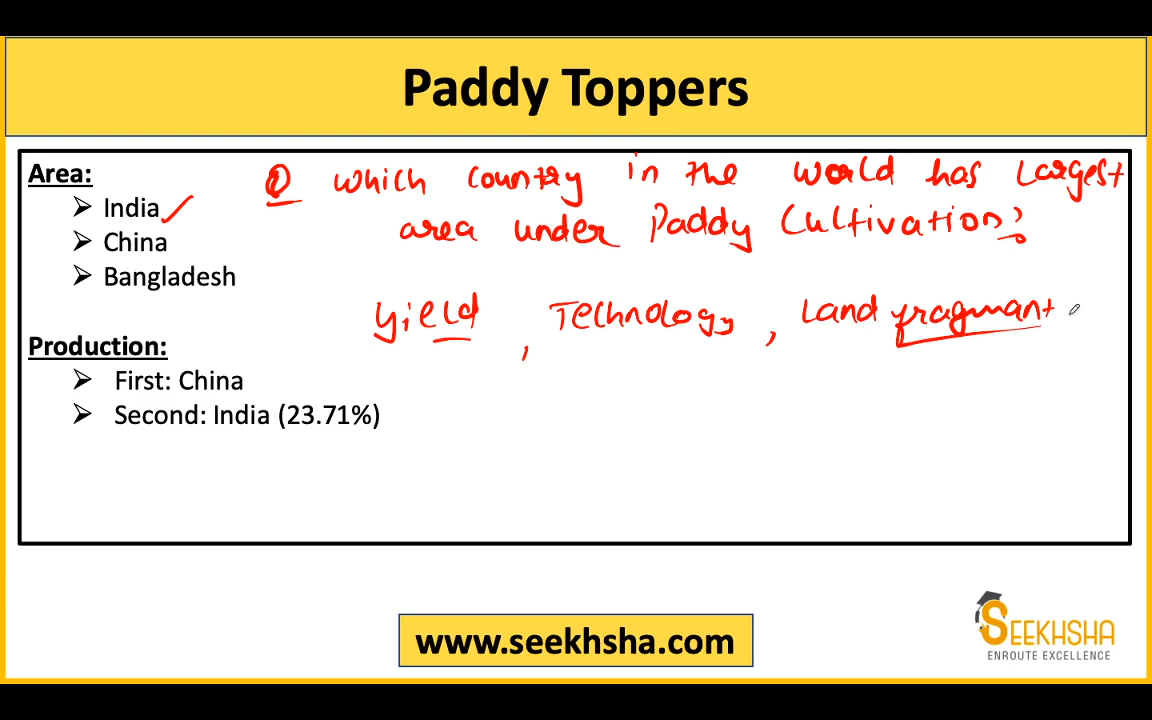 Paddy Toppers
Area:
➢ India
➢ China
➢ Bangladesh
Q which country in the world has Largest
area under Paddy Cultivation?
yield, Technology, Land fragmant
Production:
➢ First: China
➢ Second: India (23.71%)
www.seekhsha.com
SEEKHSHA
ENROUTE EXCELLENCE